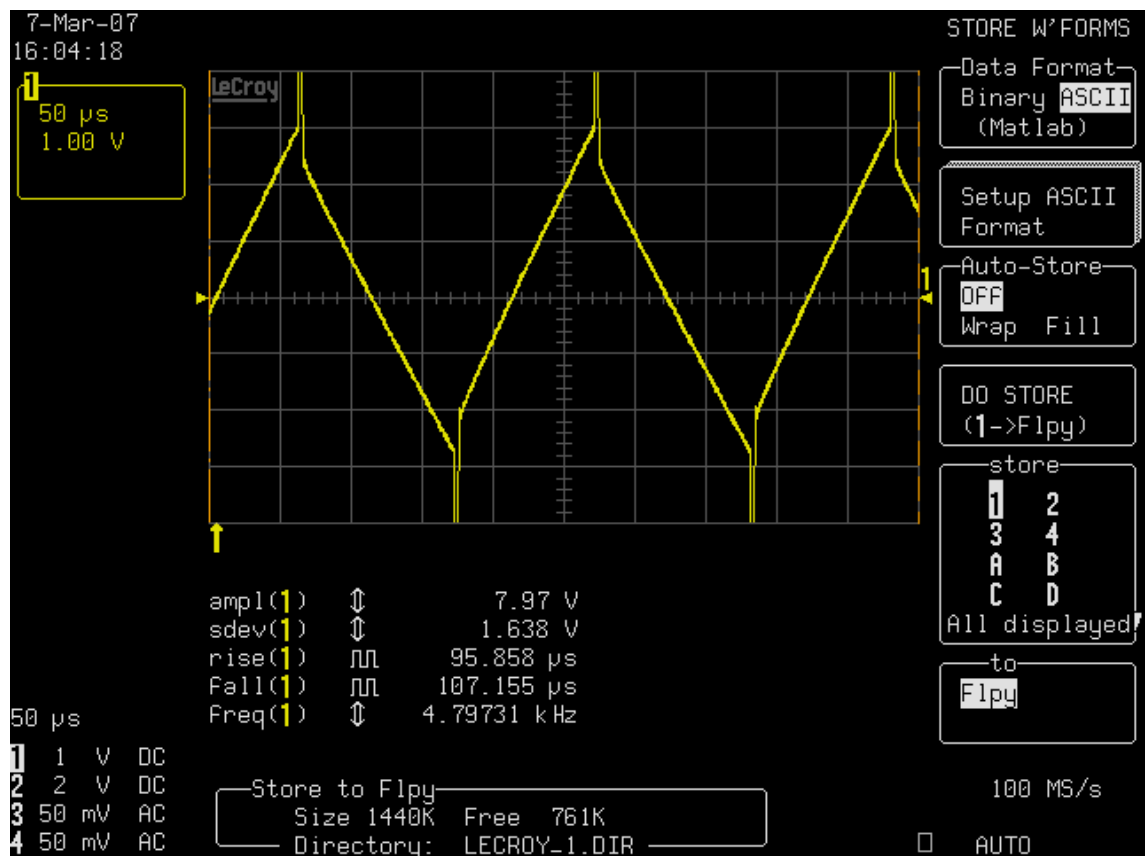 7-Mar-07
16:04:18
1
50 µs
1.00 V
LeCroy
1
STORE W'FORMS
Data Format
Binary ASCII
(Matlab)
Setup ASCII
Format
Auto-Store
OFF
Wrap Fill
DO STORE
(1->Flpy)
store
1 2
3 4
A B
C D
All displayed
to
Flpy
ampl(1) 7.97 V
sdev(1) 1.638 V
rise(1) 95.858 µs
Fall(1) 107.155 µs
Freq(1) 4.79731 kHz
50 µs
1 1 V DC
2 2 V DC
3 50 mV AC
4 50 mV AC
Store to Flpy
Size 1440K Free 761K
Directory: LECROY_1.DIR
100 MS/s
AUTO